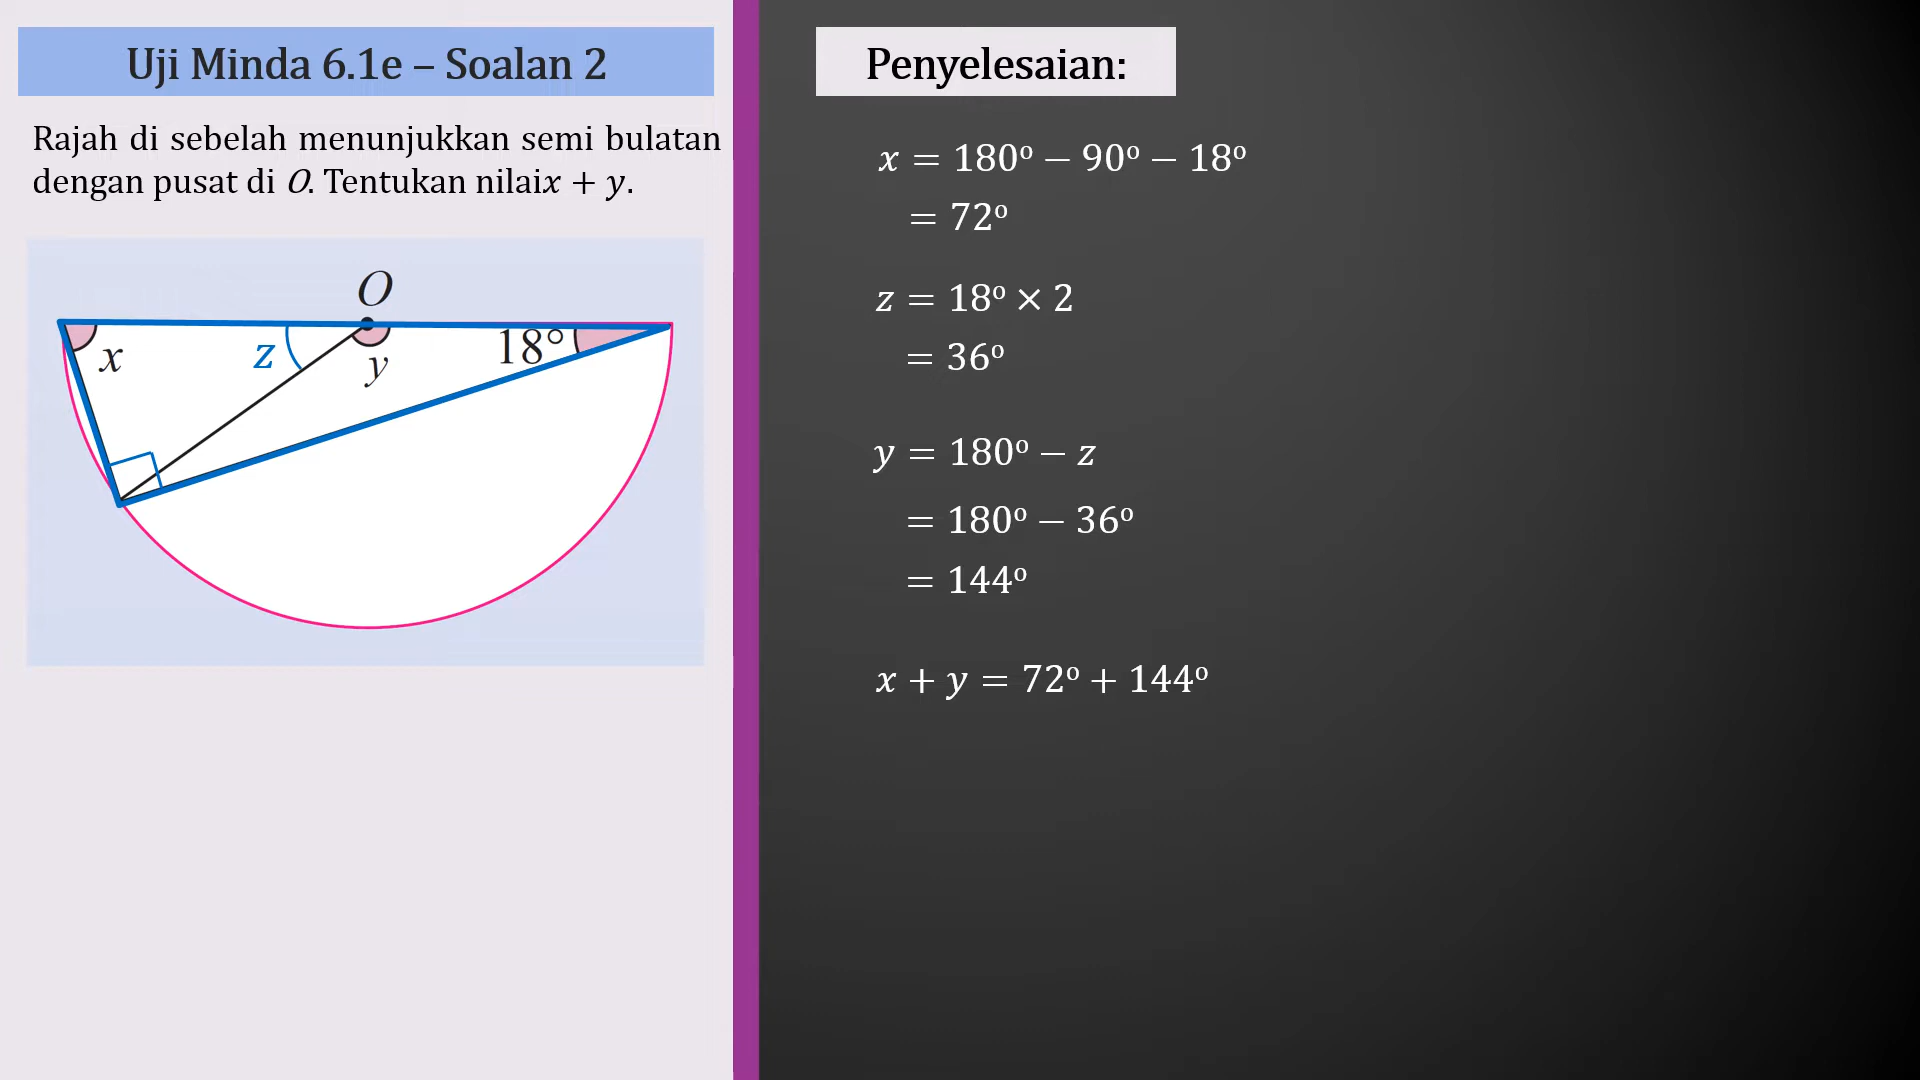 Uji Minda 6.1e – Soalan 2
Rajah di sebelah menunjukkan semi bulatan
dengan pusat di O. Tentukan nilaix + y.
O
x
z
y
18°
Penyelesaian:
x = 180° − 90° − 18°
= 72°
z = 18° × 2
= 36°
y = 180° − z
= 180° − 36°
= 144°
x + y = 72° + 144°